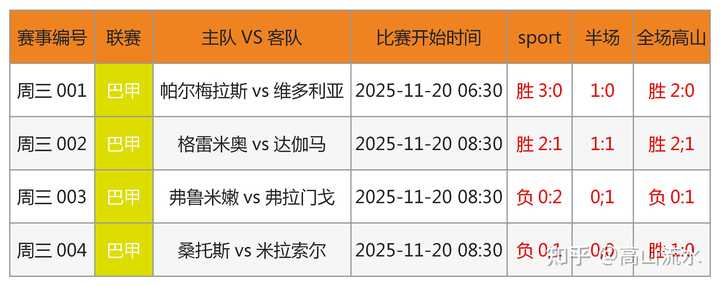 赛事编号 联赛 主队 VS 客队 比赛开始时间 sport 半场 全场高山
周三 001 巴甲 帕尔梅拉斯 vs 维多利亚 2025-11-20 06:30 胜 3:0 1:0 胜 2:0
周三 002 巴甲 格雷米奥 vs 达伽马 2025-11-20 08:30 胜 2:1 1:1 胜 2;1
周三 003 巴甲 弗鲁米嫩 vs 弗拉门戈 2025-11-20 08:30 负 0:2 0;1 负 0:1
周三 004 巴甲 桑托斯 vs 米拉索尔 2025-11-20 08:30 负 0;1 0;0 胜 1:0
知乎 @高山流水